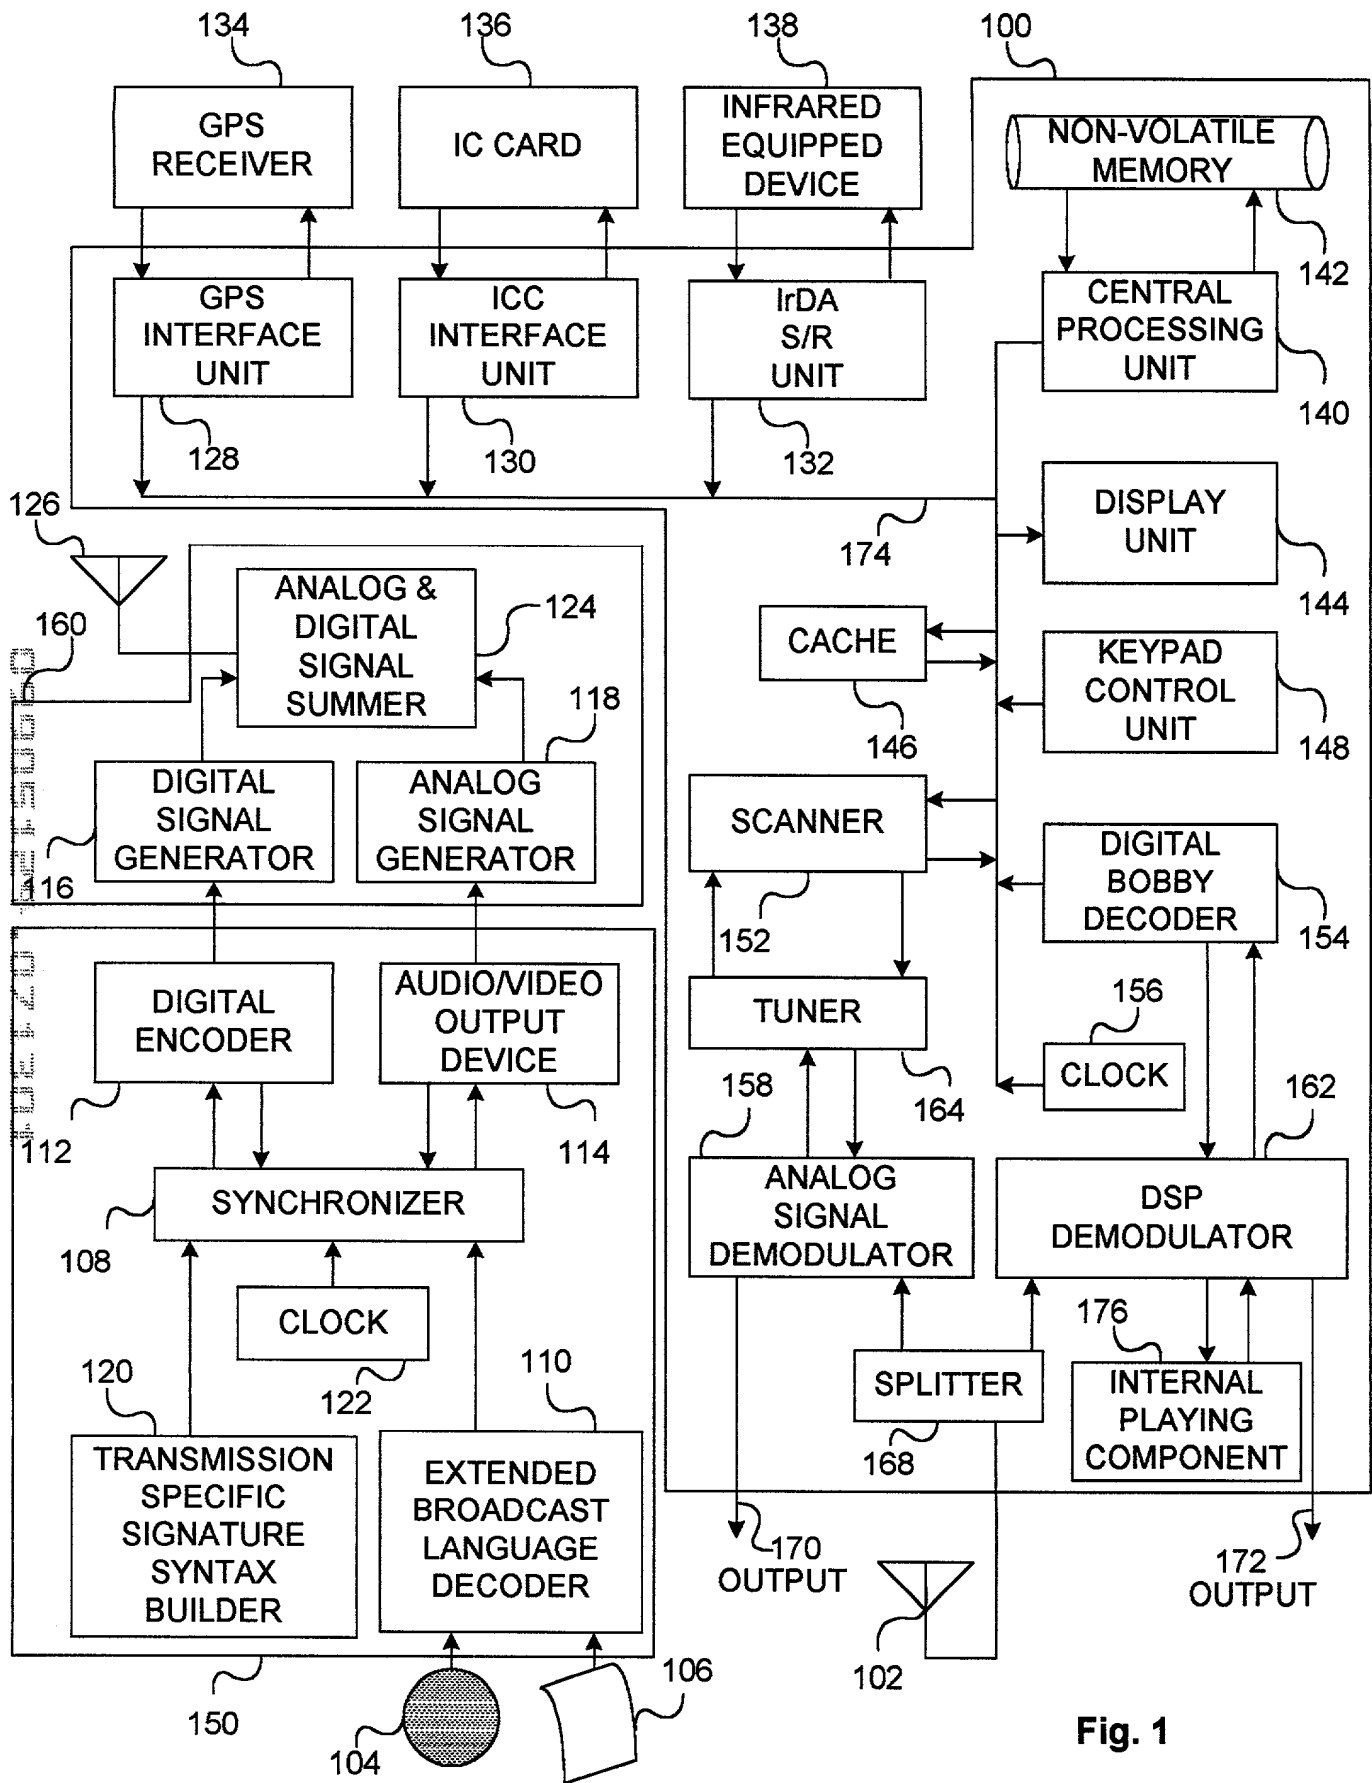 134
136
138
100
GPS
RECEIVER
IC CARD
INFRARED
EQUIPPED
DEVICE
NON-VOLATILE
MEMORY
142
GPS
INTERFACE
UNIT
ICC
INTERFACE
UNIT
IrDA
S/R
UNIT
CENTRAL
PROCESSING
UNIT
140
128
130
132
174
DISPLAY
UNIT
144
126
160
ANALOG &
DIGITAL
SIGNAL
SUMMER
124
118
CACHE
146
KEYPAD
CONTROL
UNIT
148
DIGITAL
SIGNAL
GENERATOR
116
ANALOG
SIGNAL
GENERATOR
SCANNER
152
DIGITAL
BOBBY
DECODER
154
DIGITAL
ENCODER
112
AUDIO/VIDEO
OUTPUT
DEVICE
114
TUNER
164
156
CLOCK
158
162
SYNCHRONIZER
108
ANALOG
SIGNAL
DEMODULATOR
DSP
DEMODULATOR
CLOCK
122
120
110
SPLITTER
168
176
INTERNAL
PLAYING
COMPONENT
TRANSMISSION
SPECIFIC
SIGNATURE
SYNTAX
BUILDER
EXTENDED
BROADCAST
LANGUAGE
DECODER
170
OUTPUT
172
OUTPUT
102
150
104
106
Fig. 1